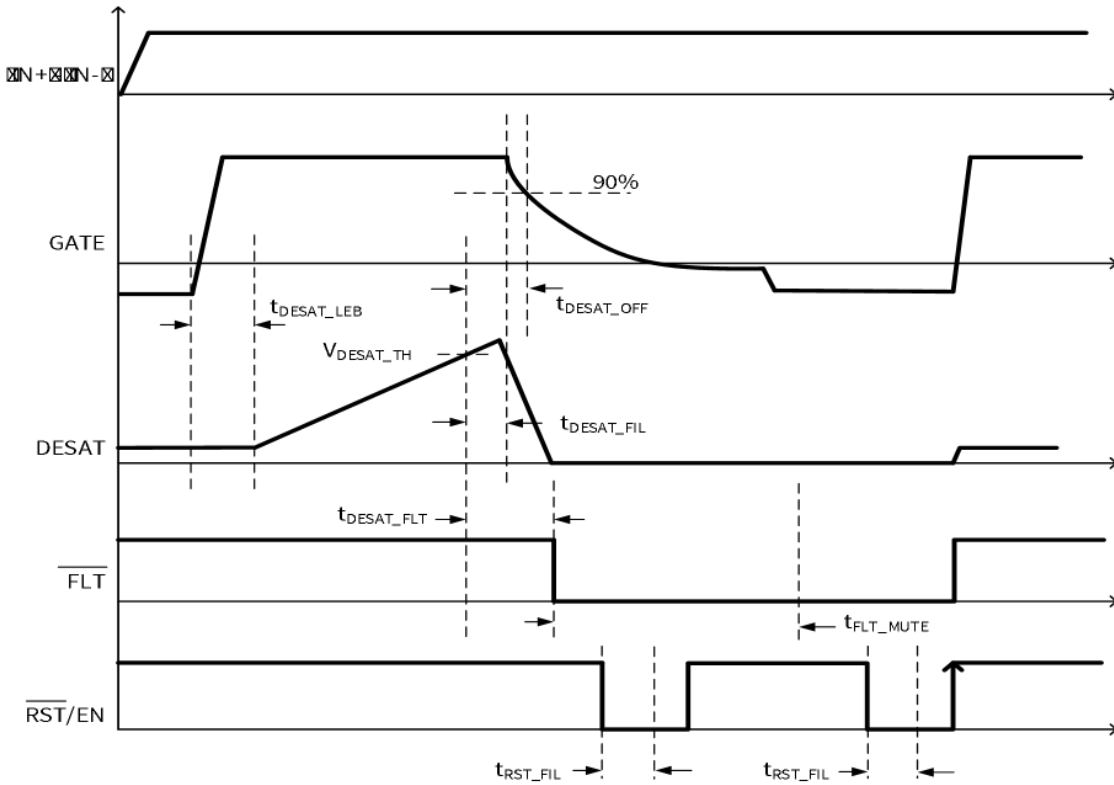 N+ N-
90%
GATE
tDESAT_LEB
tDESAT_OFF
VDESAT_TH
tDESAT_FIL
DESAT
tDESAT_FLT
FLT
tFLT_MUTE
RST/EN
tRST_FIL
tRST_FIL